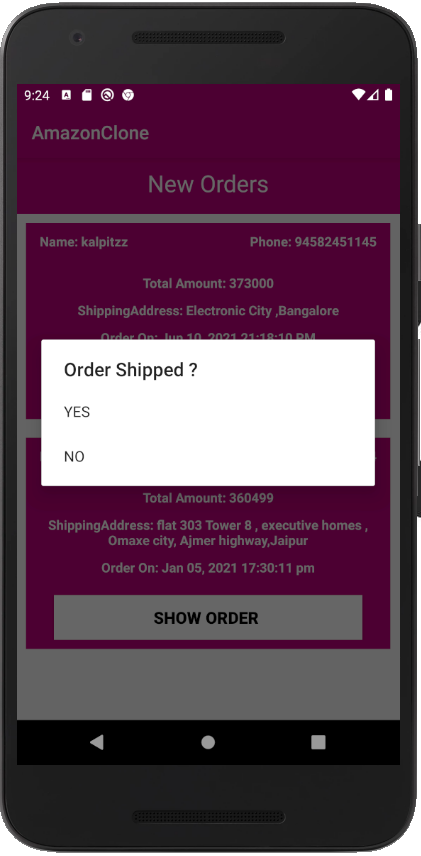 9:24
AmazonClone
New Orders
Name: kalpitzz Phone: 94582451145
Total Amount: 373000
ShippingAddress: Electronic City ,Bangalore
Order On: Jun 10, 2021 21:18:10 PM
Order Shipped ?
YES
NO
Total Amount: 360499
ShippingAddress: flat 303 Tower 8 , executive homes ,
Omaxe city, Ajmer highway,Jaipur
Order On: Jan 05, 2021 17:30:11 pm
SHOW ORDER